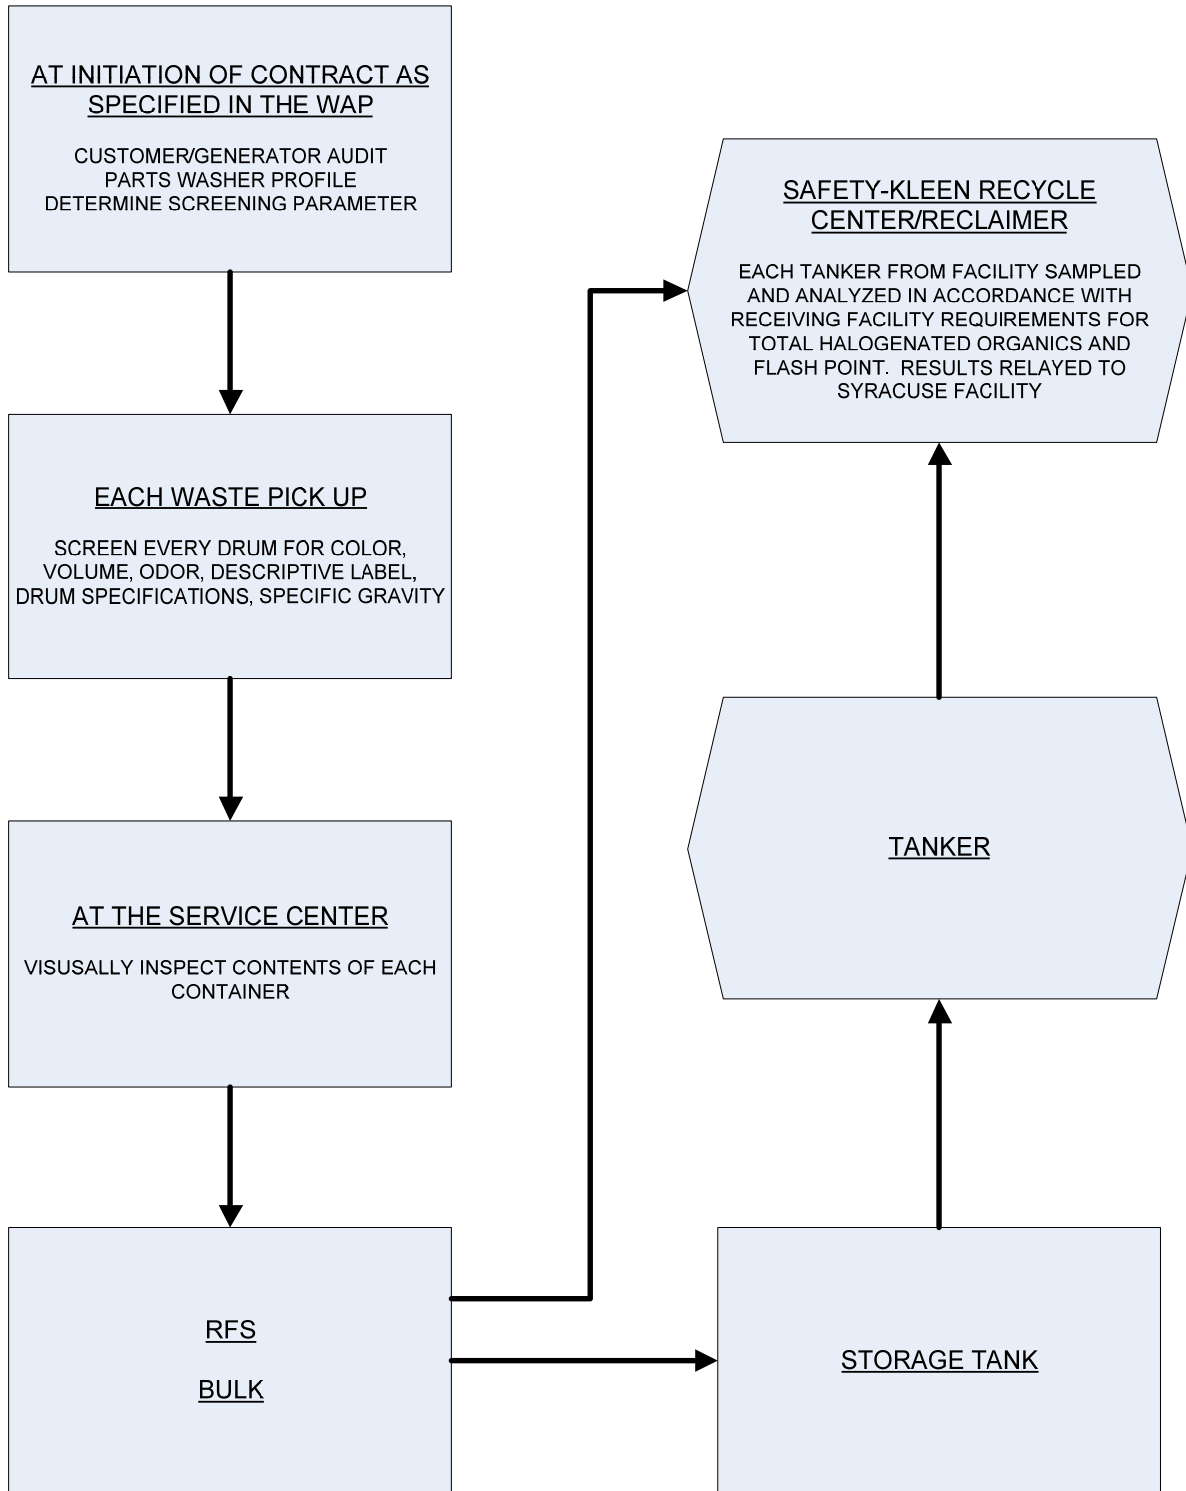 AT INITIATION OF CONTRACT AS
SPECIFIED IN THE WAP
CUSTOMER/GENERATOR AUDIT
PARTS WASHER PROFILE
DETERMINE SCREENING PARAMETER
EACH WASTE PICK UP
SCREEN EVERY DRUM FOR COLOR,
VOLUME, ODOR, DESCRIPTIVE LABEL,
DRUM SPECIFICATIONS, SPECIFIC GRAVITY
AT THE SERVICE CENTER
VISUSALLY INSPECT CONTENTS OF EACH
CONTAINER
RFS
BULK
STORAGE TANK
TANKER
SAFETY-KLEEN RECYCLE
CENTER/RECLAIMER
EACH TANKER FROM FACILITY SAMPLED
AND ANALYZED IN ACCORDANCE WITH
RECEIVING FACILITY REQUIREMENTS FOR
TOTAL HALOGENATED ORGANICS AND
FLASH POINT.  RESULTS RELAYED TO
SYRACUSE FACILITY